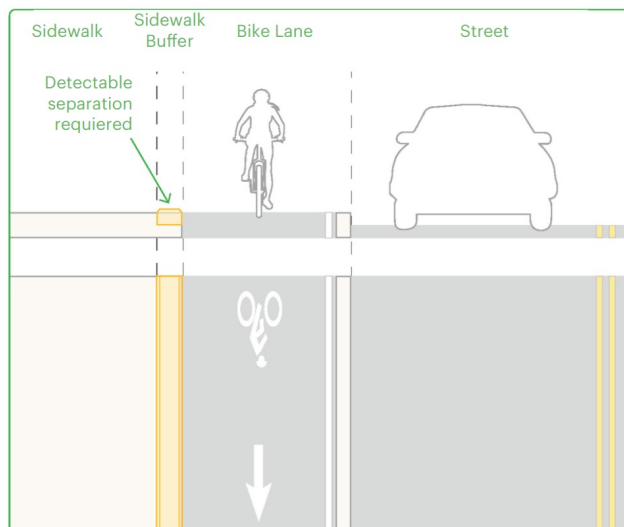 Sidewalk
Sidewalk
Buffer
Bike Lane
Street
Detectable
separation
requiered